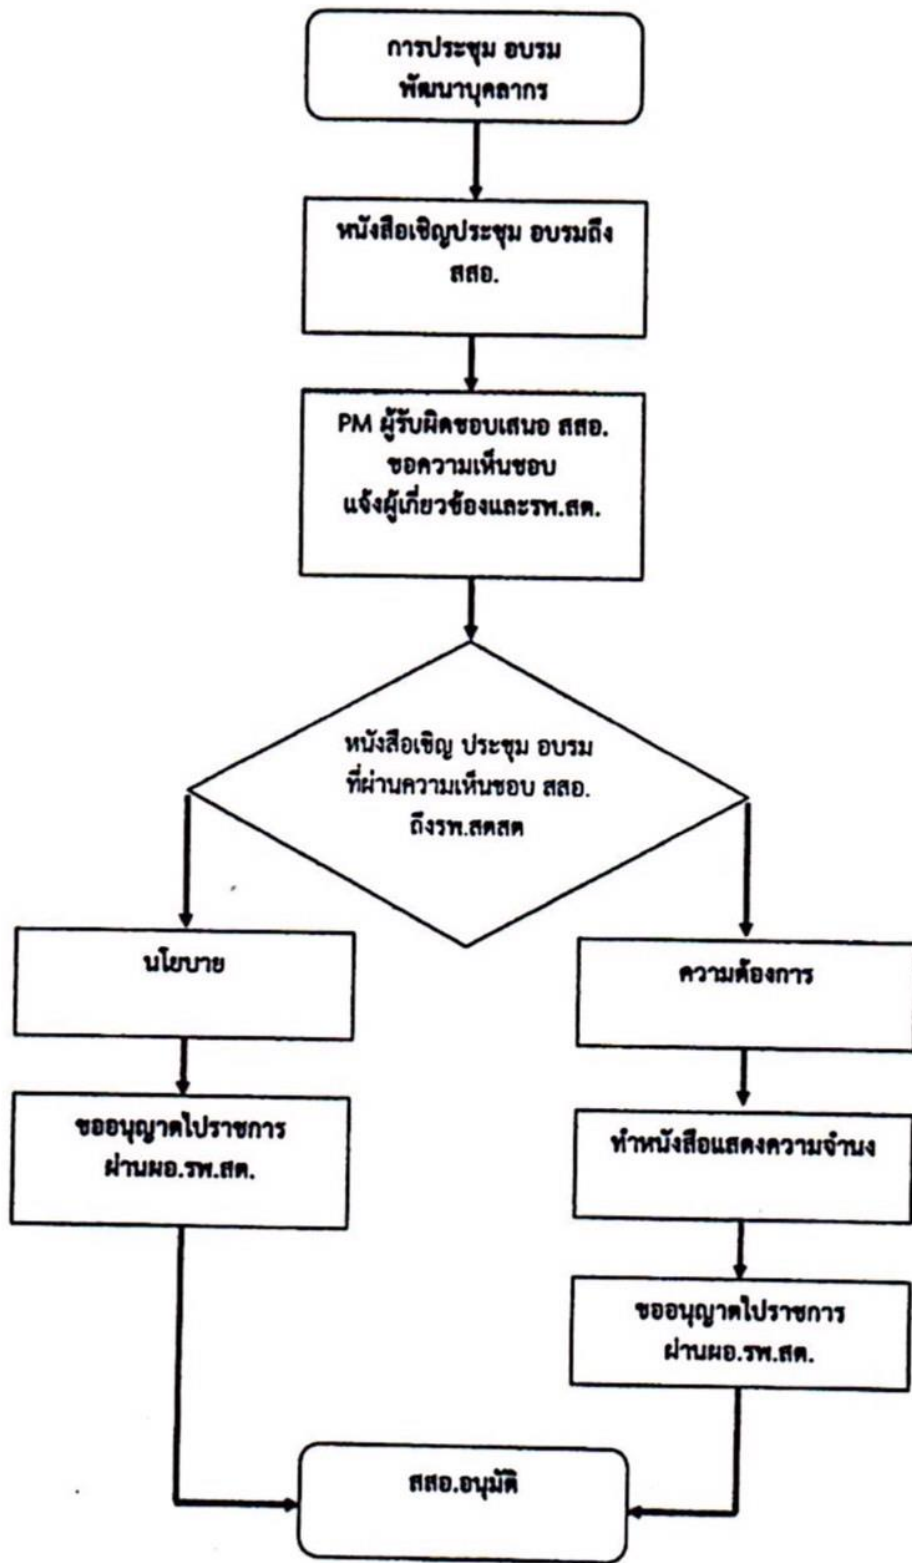 การประชุม อบรม
พัฒนาบุคลากร
หนังสือเชิญประชุม อบรมถึง
สสอ.
PM ผู้รับผิดชอบเสนอ สสอ.
ขอความเห็นชอบ
แจ้งผู้เกี่ยวข้องและรพ.สต.
หนังสือเชิญ ประชุม อบรม
ที่ผ่านความเห็นชอบ สสอ.
ถึงรพ.สตสต
นโยบาย
ความต้องการ
ขออนุญาตไปราชการ
ผ่านผอ.รพ.สต.
ทำหนังสือแสดงความจำนง
ขออนุญาตไปราชการ
ผ่านผอ.รพ.สต.
สสอ.อนุมัติ